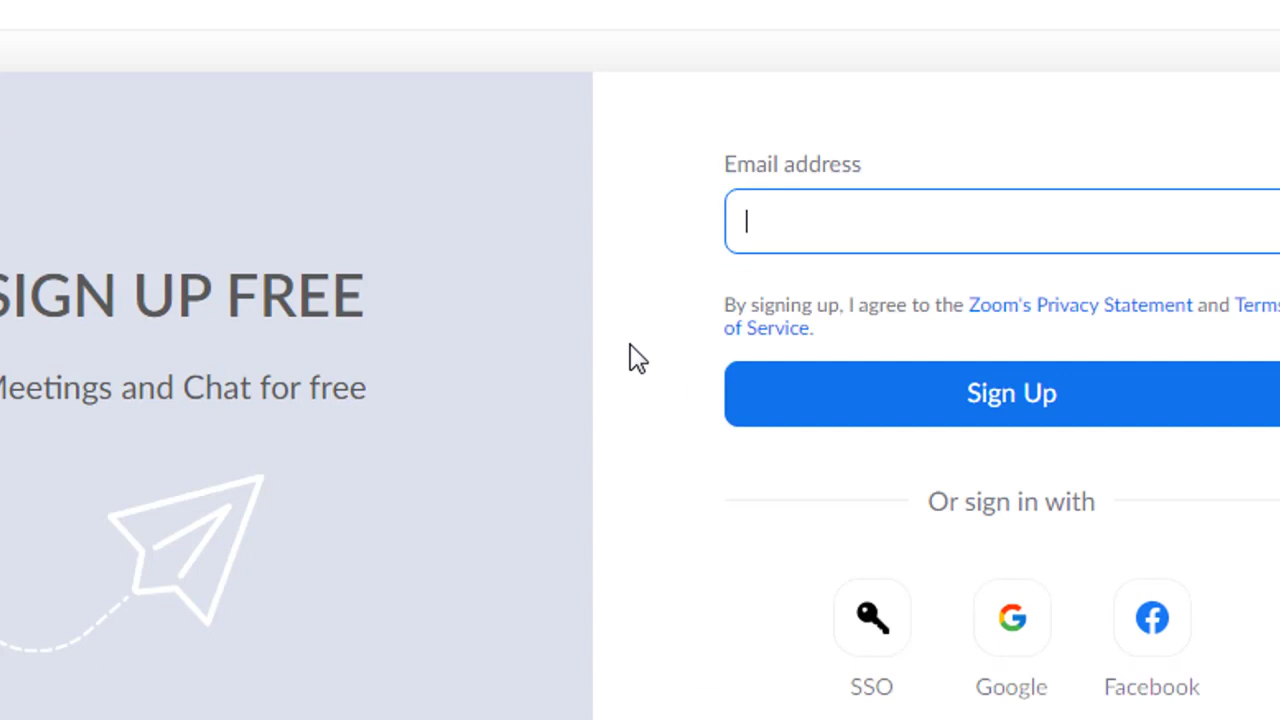 SIGN UP FREE
Meetings and Chat for free
Email address
By signing up, I agree to the Zoom's Privacy Statement and Terms
of Service.
Sign Up
Or sign in with
SSO
Google
Facebook